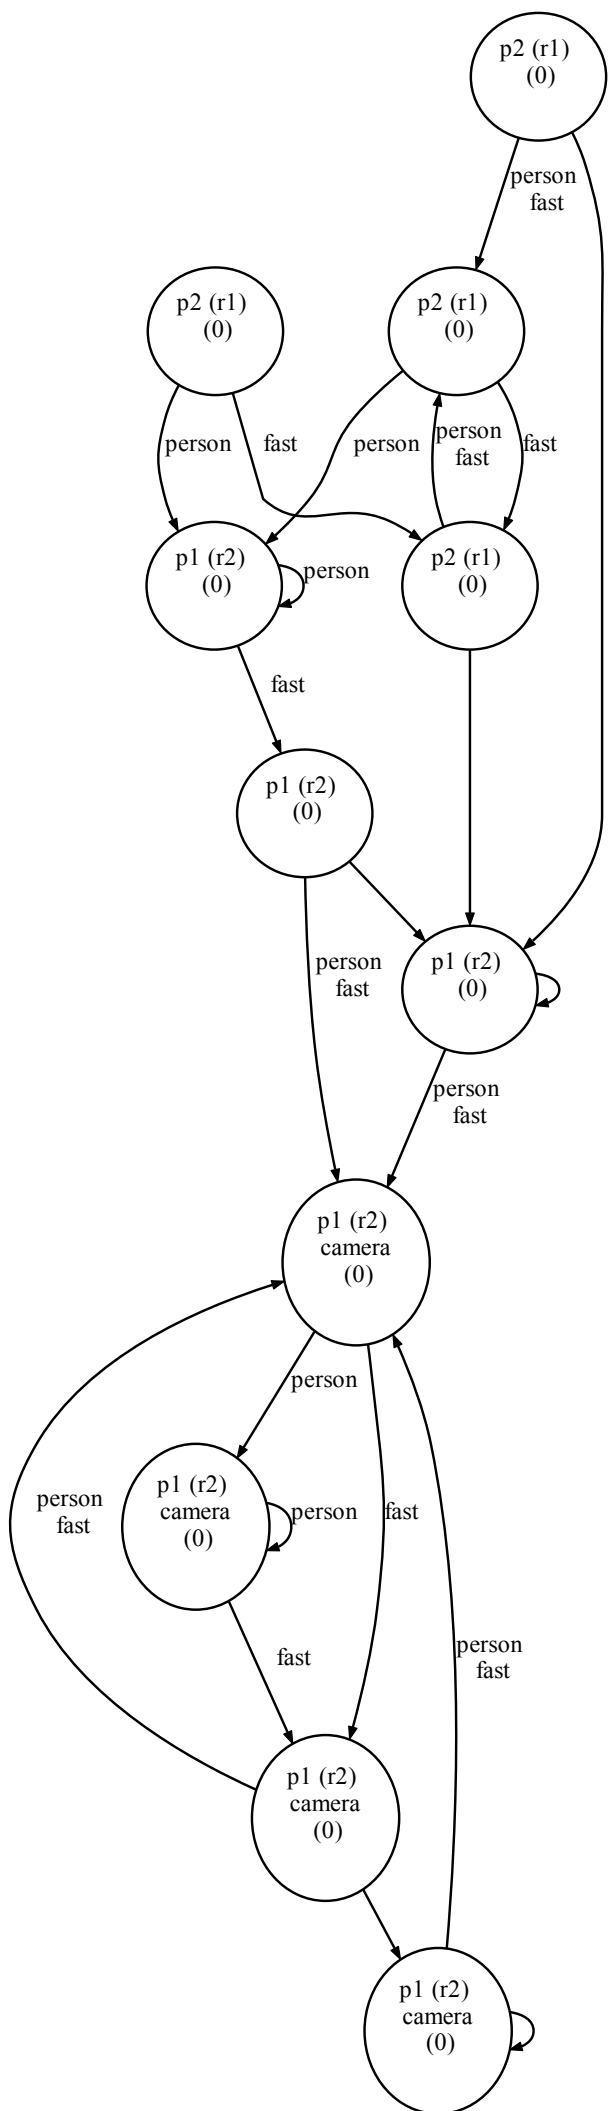 p2 (r1)
(0)
person
fast
p2 (r1)
(0)
p2 (r1)
(0)
person
fast
person
person
fast
fast
p1 (r2)
(0)
person
p2 (r1)
(0)
fast
p1 (r2)
(0)
person
fast
p1 (r2)
(0)
person
fast
p1 (r2)
camera
(0)
person
person
fast
p1 (r2)
camera
(0)
person
fast
fast
person
fast
p1 (r2)
camera
(0)
p1 (r2)
camera
(0)